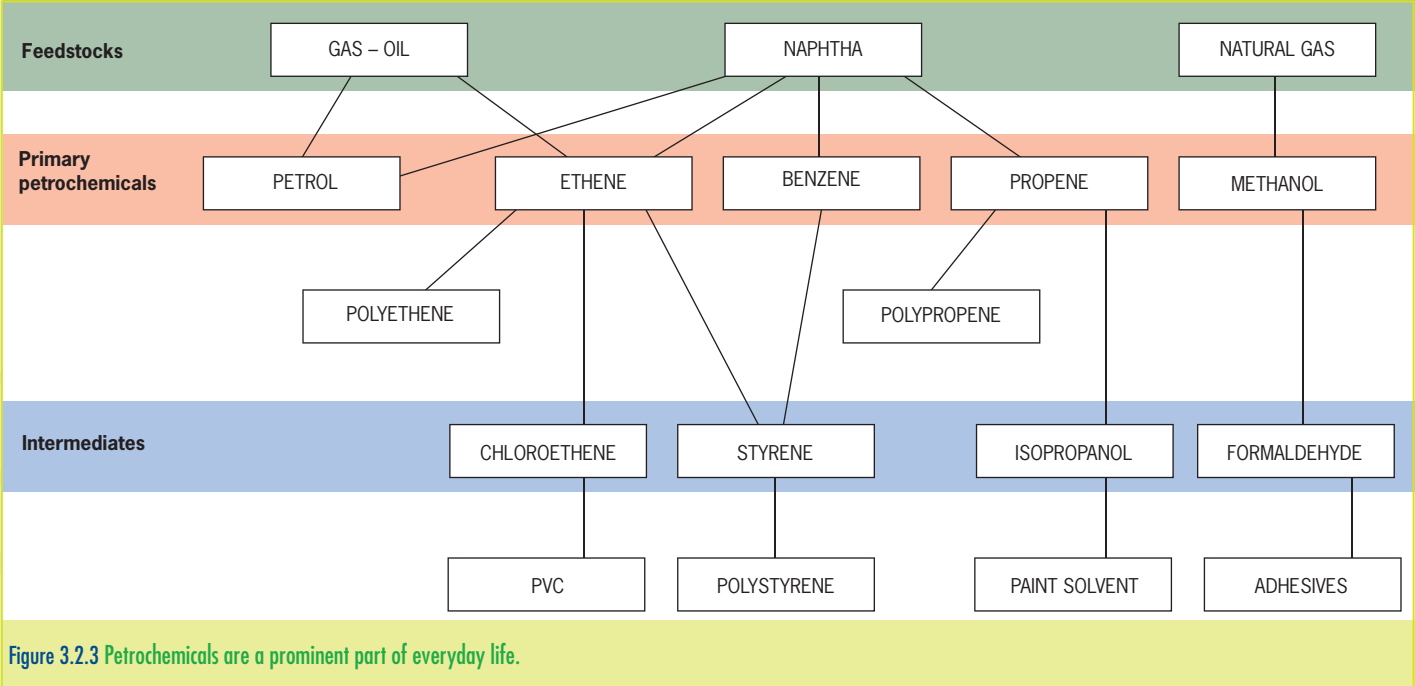 Feedstocks
GAS – OIL
NAPHTHA
NATURAL GAS
Primary
petrochemicals
PETROL
ETHENE
BENZENE
PROPENE
METHANOL
POLYETHENE
POLYPROPENE
Intermediates
CHLOROETHENE
STYRENE
ISOPROPANOL
FORMALDEHYDE
PVC
POLYSTYRENE
PAINT SOLVENT
ADHESIVES
Figure 3.2.3 Petrochemicals are a prominent part of everyday life.